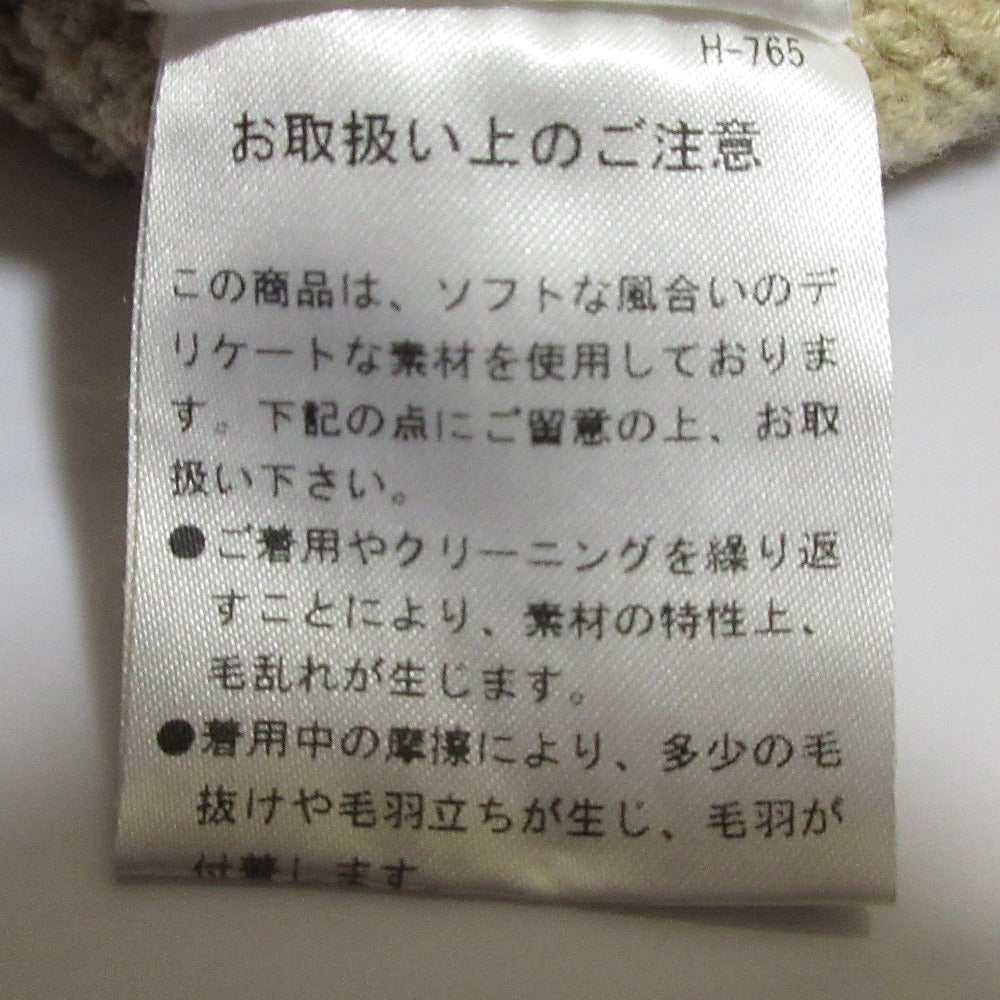 H-765
お取扱い上のご注意
この商品は、ソフトな風合いのデ
リケートな素材を使用しておりま
す。下記の点にご留意の上、お取
扱い下さい。
●ご着用やクリーニングを繰り返
すことにより、素材の特性上、
毛乱れが生じます。
●着用中の摩擦により、多少の毛
抜けや毛羽立ちが生じ、毛羽が
付着します。